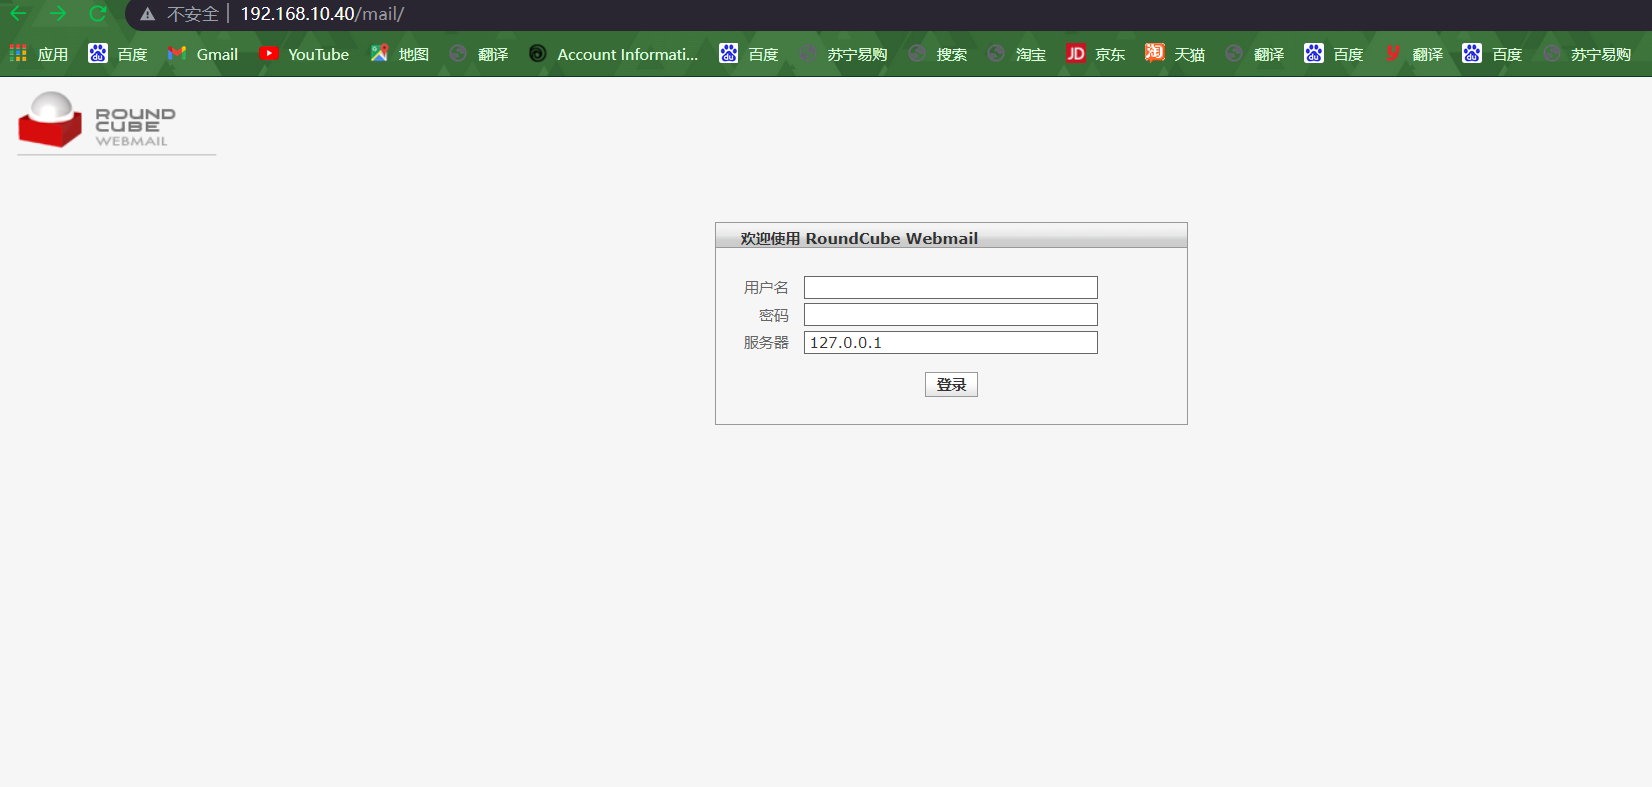 不安全 192.168.10.40/mail/
应用 百度 Gmail YouTube 地图 翻译 Account Informati... 百度 苏宁易购 搜索 淘宝 JD 京东 淘 天猫 翻译 百度 翻译 百度 苏宁易购
ROUND
CUBE
WEBMAIL
欢迎使用 RoundCube Webmail
用户名
密码
服务器 127.0.0.1
登录